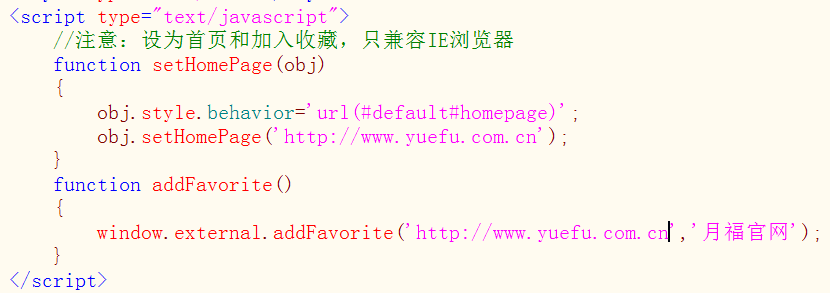 <script type="text/javascript">
//注意：设为首页和加入收藏，只兼容IE浏览器
function setHomePage(obj)
{
obj.style.behavior='url(#default#homepage)';
obj.setHomePage('http://www.yuefu.com.cn');
}
function addFavorite()
{
window.external.addFavorite('http://www.yuefu.com.cn','月福官网');
}
</script>